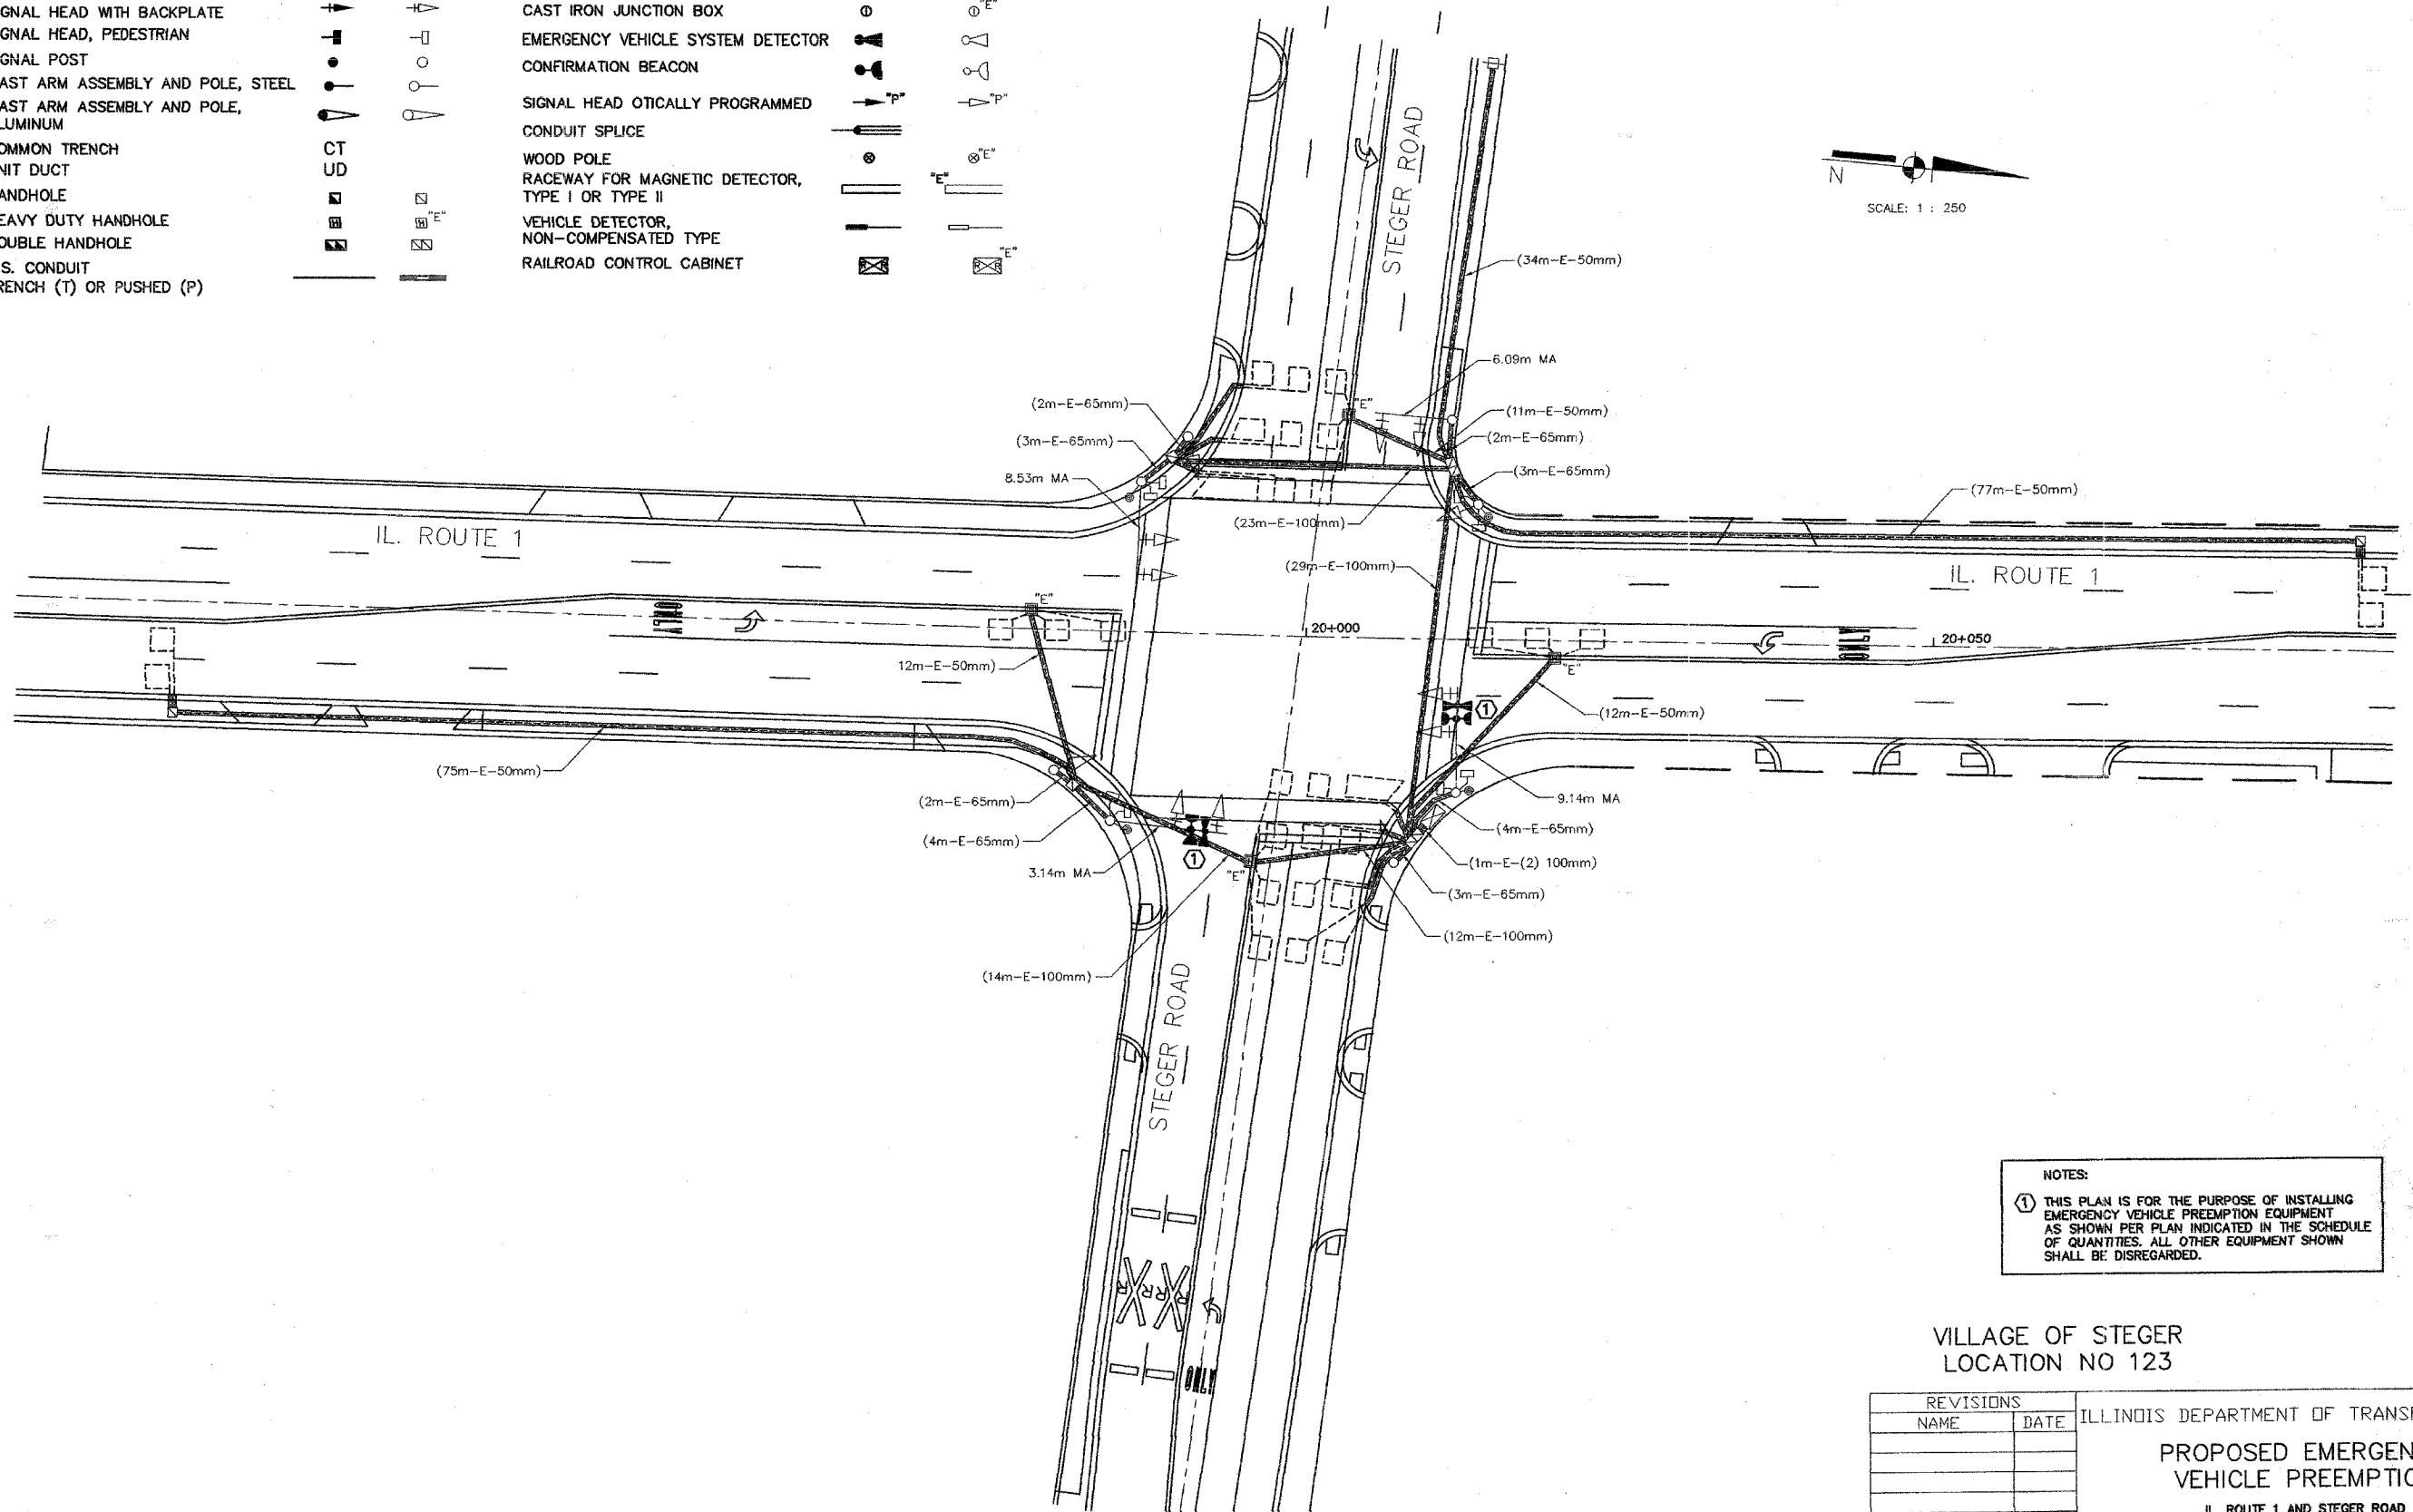 GNAL HEAD WITH BACKPLATE
GNAL HEAD, PEDESTRIAN
GNAL POST
AST ARM ASSEMBLY AND POLE, STEEL
AST ARM ASSEMBLY AND POLE,
LUMINUM
OMMON TRENCH CT
NIT DUCT UD
ANDHOLE
EAVY DUTY HANDHOLE "E"
OUBLE HANDHOLE
S. CONDUIT
RENCH (T) OR PUSHED (P)
CAST IRON JUNCTION BOX "E"
EMERGENCY VEHICLE SYSTEM DETECTOR
CONFIRMATION BEACON
SIGNAL HEAD OTICALLY PROGRAMMED "P" "P"
CONDUIT SPLICE
WOOD POLE "E"
RACEWAY FOR MAGNETIC DETECTOR, "E"
TYPE I OR TYPE II
VEHICLE DETECTOR,
NON-COMPENSATED TYPE
RAILROAD CONTROL CABINET "E"
STEGER ROAD
N
SCALE: 1 : 250
(34m-E-50mm)
6.09m MA
(2m-E-65mm)
"E"
(11m-E-50mm)
(3m-E-65mm)
(2m-E-65mm)
8.53m MA
(3m-E-65mm)
(77m-E-50mm)
(23m-E-100mm)
IL. ROUTE 1
(29m-E-100mm)
IL. ROUTE 1
"E"
ONLY
20+000
ONLY
20+050
12m-E-50mm)
"E"
1
(12m-E-50mm)
(75m-E-50mm)
(2m-E-65mm)
9.14m MA
(4m-E-65mm)
(4m-E-65mm)
1
3.14m MA
"E"
(1m-E-(2) 100mm)
(3m-E-65mm)
(12m-E-100mm)
(14m-E-100mm)
STEGER ROAD
R R R R
ONLY
NOTES:
1 THIS PLAN IS FOR THE PURPOSE OF INSTALLING
EMERGENCY VEHICLE PREEMPTION EQUIPMENT
AS SHOWN PER PLAN INDICATED IN THE SCHEDULE
OF QUANTITIES. ALL OTHER EQUIPMENT SHOWN
SHALL BE DISREGARDED.
VILLAGE OF STEGER
LOCATION NO 123
REVISIONS
NAME DATE
ILLINOIS DEPARTMENT OF TRANS
PROPOSED EMERGEN
VEHICLE PREEMPTIO
IL ROUTE 1 AND STEGER ROAD